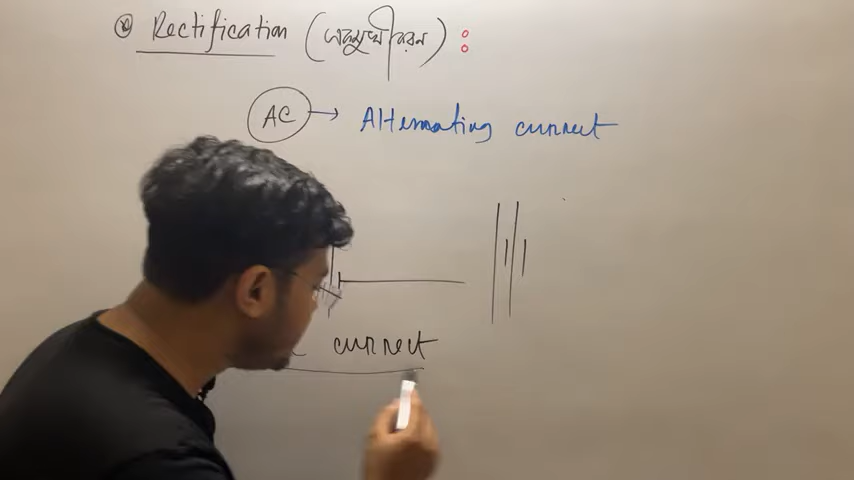 * Rectification (একমুখীকরণ) :
AC → Alternating current
current